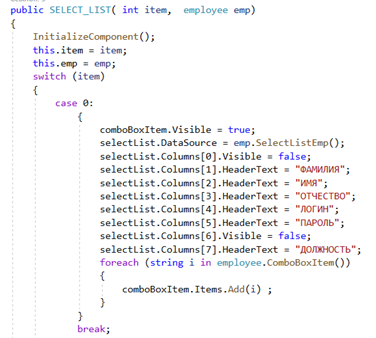 public SELECT_LIST( int item,  employee emp)
{
    InitializeComponent();
    this.item = item;
    this.emp = emp;
    switch (item)
    {
        case 0:
            {
                comboBoxItem.Visible = true;
                selectList.DataSource = emp.SelectListEmp();
                selectList.Columns[0].Visible = false;
                selectList.Columns[1].HeaderText = "ФАМИЛИЯ";
                selectList.Columns[2].HeaderText = "ИМЯ";
                selectList.Columns[3].HeaderText = "ОТЧЕСТВО";
                selectList.Columns[4].HeaderText = "ЛОГИН";
                selectList.Columns[5].HeaderText = "ПАРОЛЬ";
                selectList.Columns[6].Visible = false;
                selectList.Columns[7].HeaderText = "ДОЛЖНОСТЬ";
                foreach (string i in employee.ComboBoxItem())
                {
                    comboBoxItem.Items.Add(i) ;
                }
            }
            break;